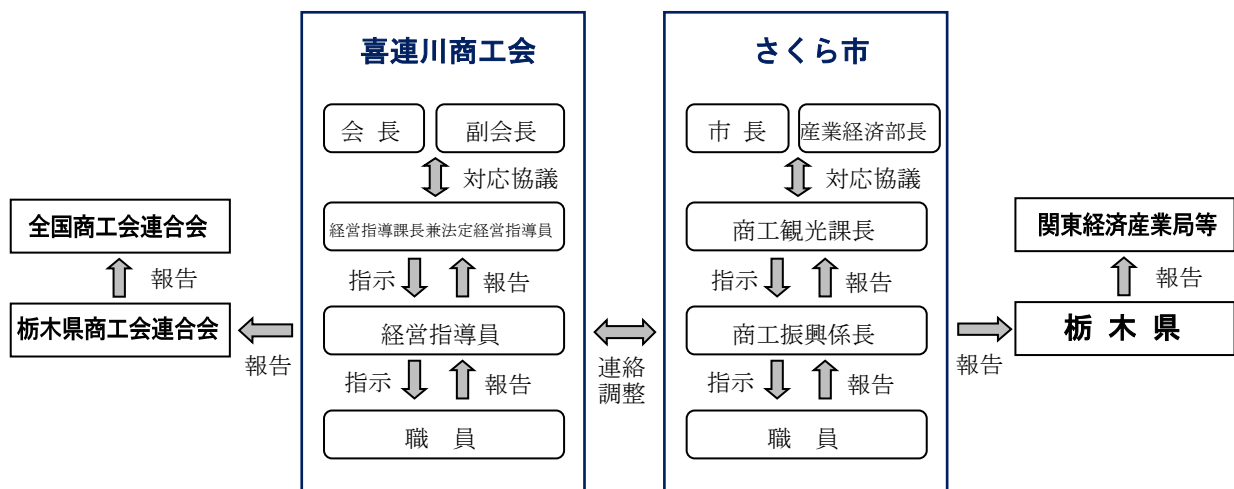 喜連川商工会
会 長
副会長
対応協議
経営指導課長兼法定経営指導員
指示
報告
経営指導員
指示
報告
職 員
全国商工会連合会
報告
栃木県商工会連合会
報告
連絡
調整
さくら市
市 長
産業経済部長
対応協議
商工観光課長
指示
報告
商工振興係長
指示
報告
職 員
関東経済産業局等
報告
栃 木 県
報告